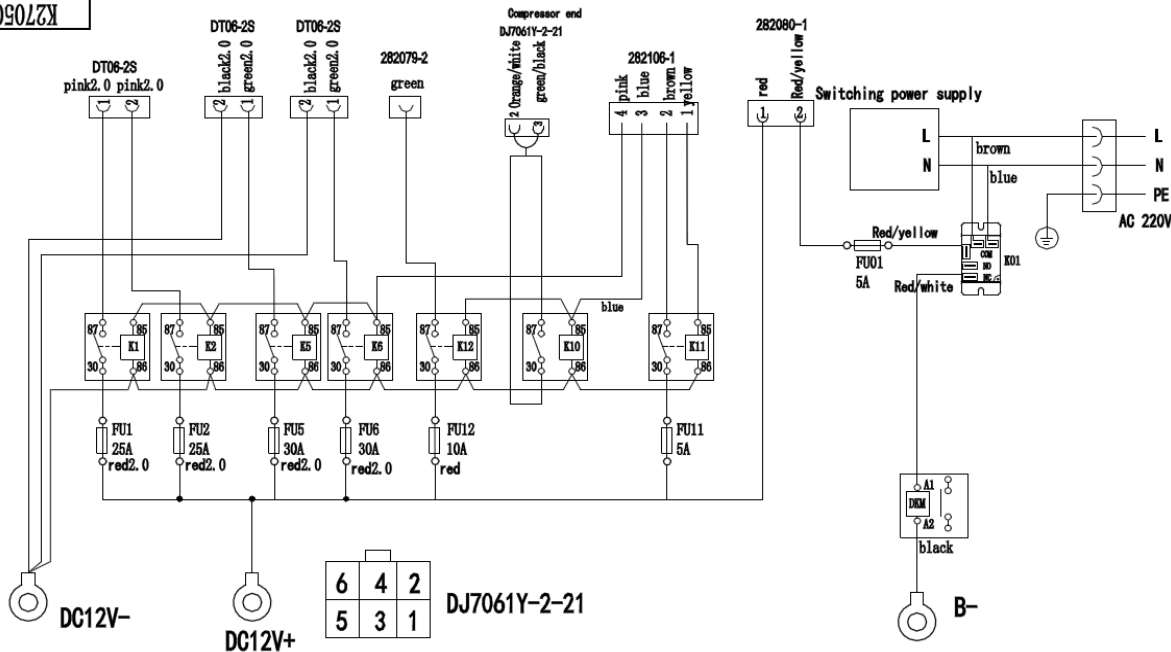 K27050
Compressor end
DT06-2S
DT06-2S
DJ7061Y-2-21
282080-1
DT06-2S
pink2.0 pink2.0
black2.0
green2.0
black2.0
green2.0
282079-2
green
Orange/white
green/black
282106-1
pink
blue
brown
yellow
red
Red/yellow
Switching power supply
1 2
2 1
2 1
2 3
4 3 2 1
1 2
L
N
brown
blue
L
N
PE
AC 220V
Red/yellow
FU01
5A
COM
NO
NC
K01
Red/white
blue
87 85
K1
30 86
87 85
K2
30 86
87 85
K5
30 86
87 85
K6
30 86
87 85
K12
30 86
87 85
K10
30 86
87 85
K11
30 86
FU1
25A
red2.0
FU2
25A
red2.0
FU5
30A
red2.0
FU6
30A
red2.0
FU12
10A
red
FU11
5A
A1
DKM
A2
black
DC12V-
DC12V+
6 4 2
5 3 1
DJ7061Y-2-21
B-